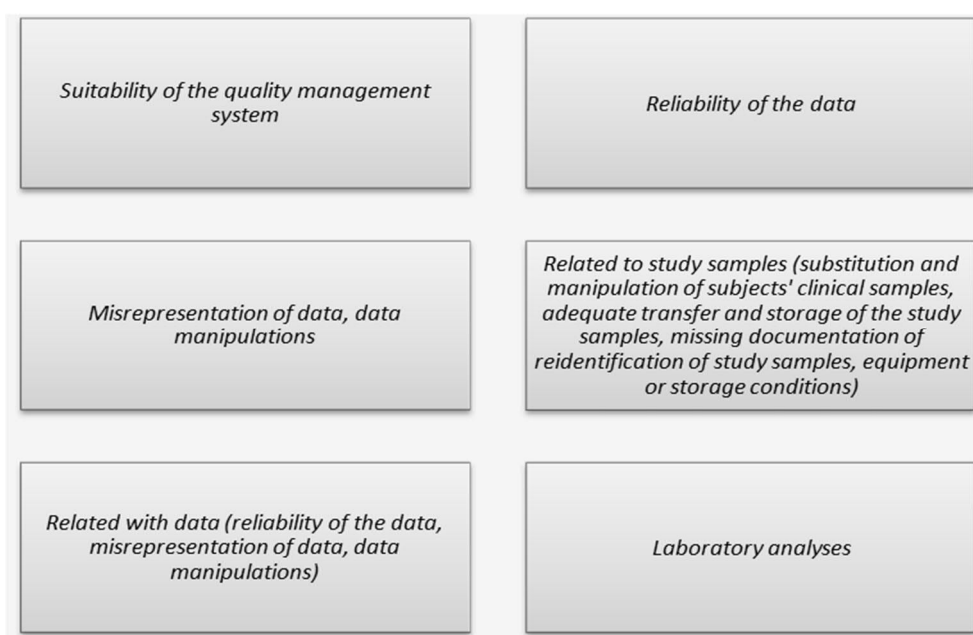 Suitability of the quality management
system
Reliability of the data
Misrepresentation of data, data
manipulations
Related to study samples (substitution and
manipulation of subjects' clinical samples,
adequate transfer and storage of the study
samples, missing documentation of
reidentification of study samples, equipment
or storage conditions)
Related with data (reliability of the data,
misrepresentation of data, data
manipulations)
Laboratory analyses